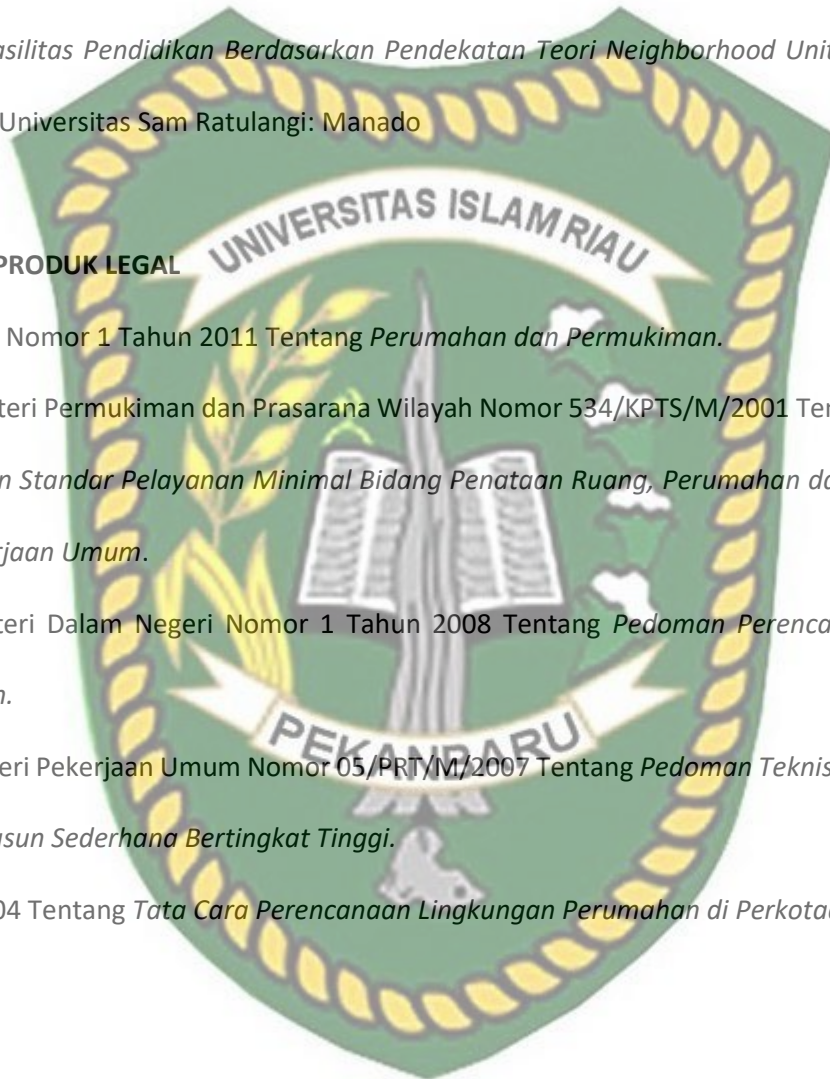 asilitas Pendidikan Berdasarkan Pendekatan Teori Neighborhood Unit
Universitas Sam Ratulangi: Manado
UNIVERSITAS ISLAM RIAU
PRODUK LEGAL
Nomor 1 Tahun 2011 Tentang Perumahan dan Permukiman.
teri Permukiman dan Prasarana Wilayah Nomor 534/KPTS/M/2001 Ten
n Standar Pelayanan Minimal Bidang Penataan Ruang, Perumahan da
rjaan Umum.
teri Dalam Negeri Nomor 1 Tahun 2008 Tentang Pedoman Perenca
n.
PEKANBARU
eri Pekerjaan Umum Nomor 05/PRT/M/2007 Tentang Pedoman Teknis
usun Sederhana Bertingkat Tinggi.
04 Tentang Tata Cara Perencanaan Lingkungan Perumahan di Perkota